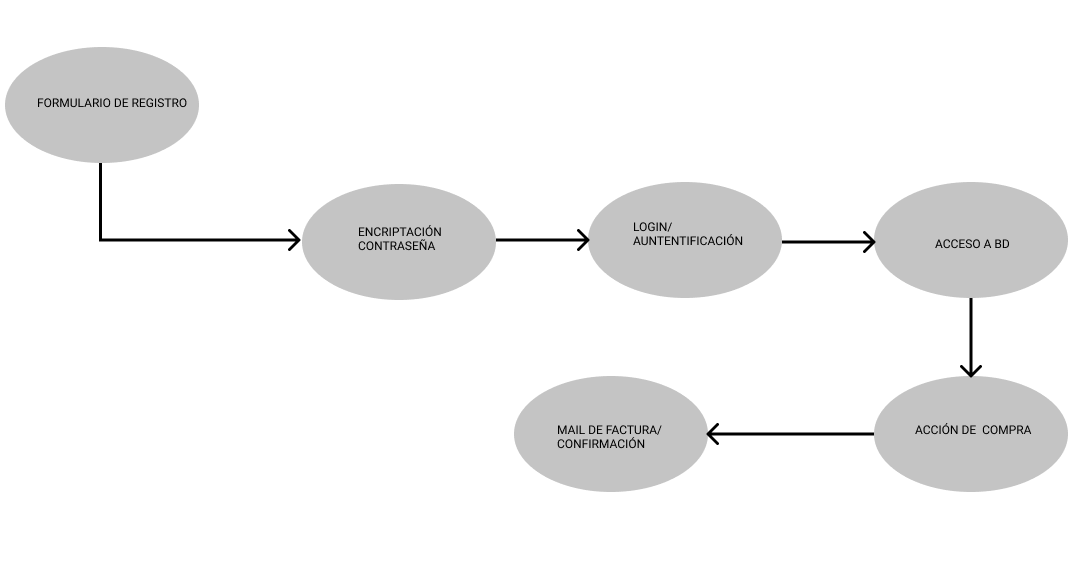 FORMULARIO DE REGISTRO
ENCRIPTACIÓN
CONTRASEÑA
LOGIN/
AUNTENTIFICACIÓN
ACCESO A BD
ACCIÓN DE  COMPRA
MAIL DE FACTURA/
CONFIRMACIÓN